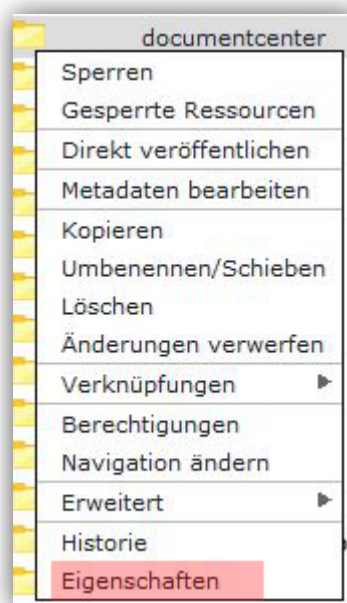 documentcenter
Sperren
Gesperrte Ressourcen
Direkt veröffentlichen
Metadaten bearbeiten
Kopieren
Umbenennen/Schieben
Löschen
Änderungen verwerfen
Verknüpfungen
Berechtigungen
Navigation ändern
Erweitert
Historie
Eigenschaften